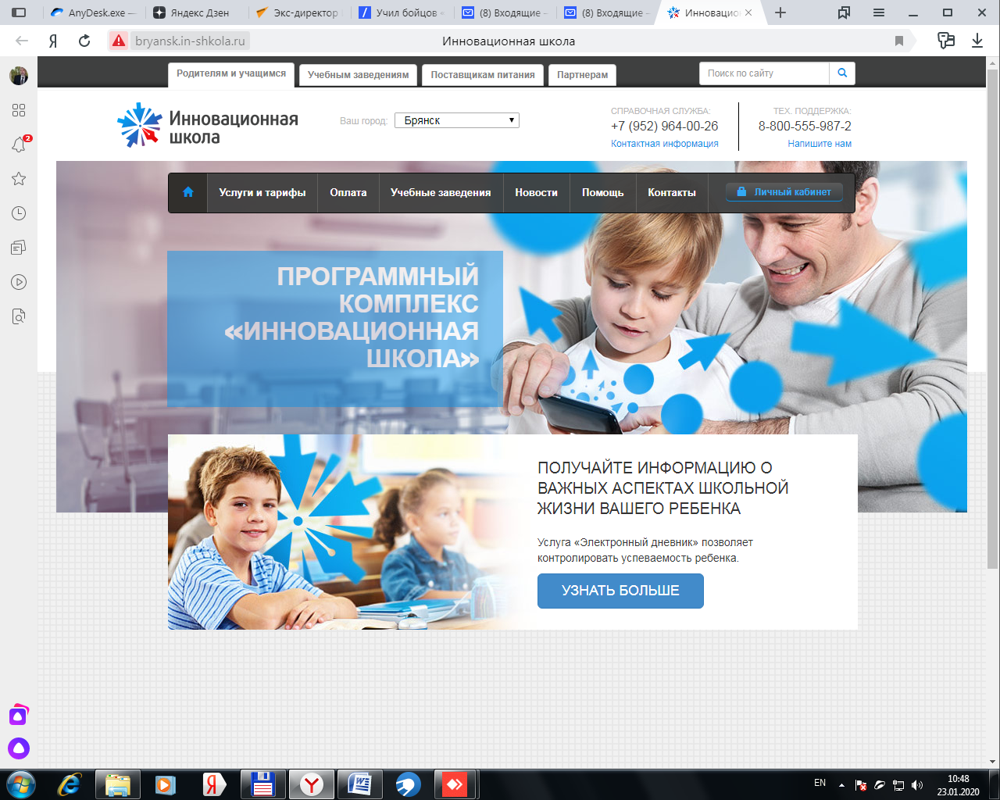 AnyDesk.exe —
Яндекс Дзен
Экс-директор
Учил бойцов
(8) Входящие –
(8) Входящие –
Инновацион
Я
bryansk.in-shkola.ru
Инновационная школа
Родителям и учащимся
Учебным заведениям
Поставщикам питания
Партнерам
Поиск по сайту
Инновационная
школа
Ваш город:
Брянск
СПРАВОЧНАЯ СЛУЖБА:
+7 (952) 964-00-26
Контактная информация
ТЕХ. ПОДДЕРЖКА:
8-800-555-987-2
Напишите нам
2
Услуги и тарифы
Оплата
Учебные заведения
Новости
Помощь
Контакты
Личный кабинет
ПРОГРАММНЫЙ
КОМПЛЕКС
«ИННОВАЦИОННАЯ
ШКОЛА»
ПОЛУЧАЙТЕ ИНФОРМАЦИЮ О
ВАЖНЫХ АСПЕКТАХ ШКОЛЬНОЙ
ЖИЗНИ ВАШЕГО РЕБЕНКА
Услуга «Электронный дневник» позволяет
контролировать успеваемость ребенка.
УЗНАТЬ БОЛЬШЕ
EN
10:48
23.01.2020